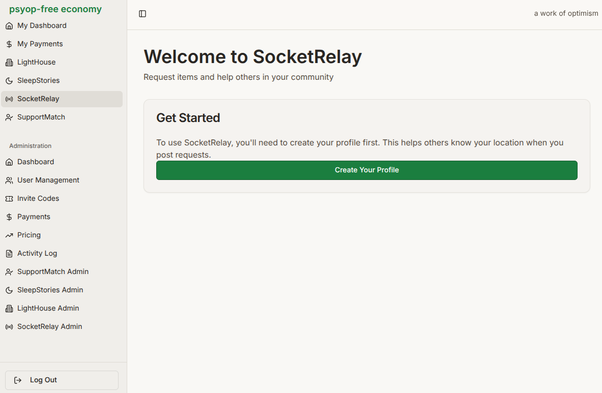 psyop-free economy
My Dashboard
My Payments
LightHouse
SleepStories
SocketRelay
SupportMatch
Administration
Dashboard
User Management
Invite Codes
Payments
Pricing
Activity Log
SupportMatch Admin
SleepStories Admin
LightHouse Admin
SocketRelay Admin
Log Out
a work of optimism
Welcome to SocketRelay
Request items and help others in your community
Get Started
To use SocketRelay, you'll need to create your profile first. This helps others know your location when you
post requests.
Create Your Profile